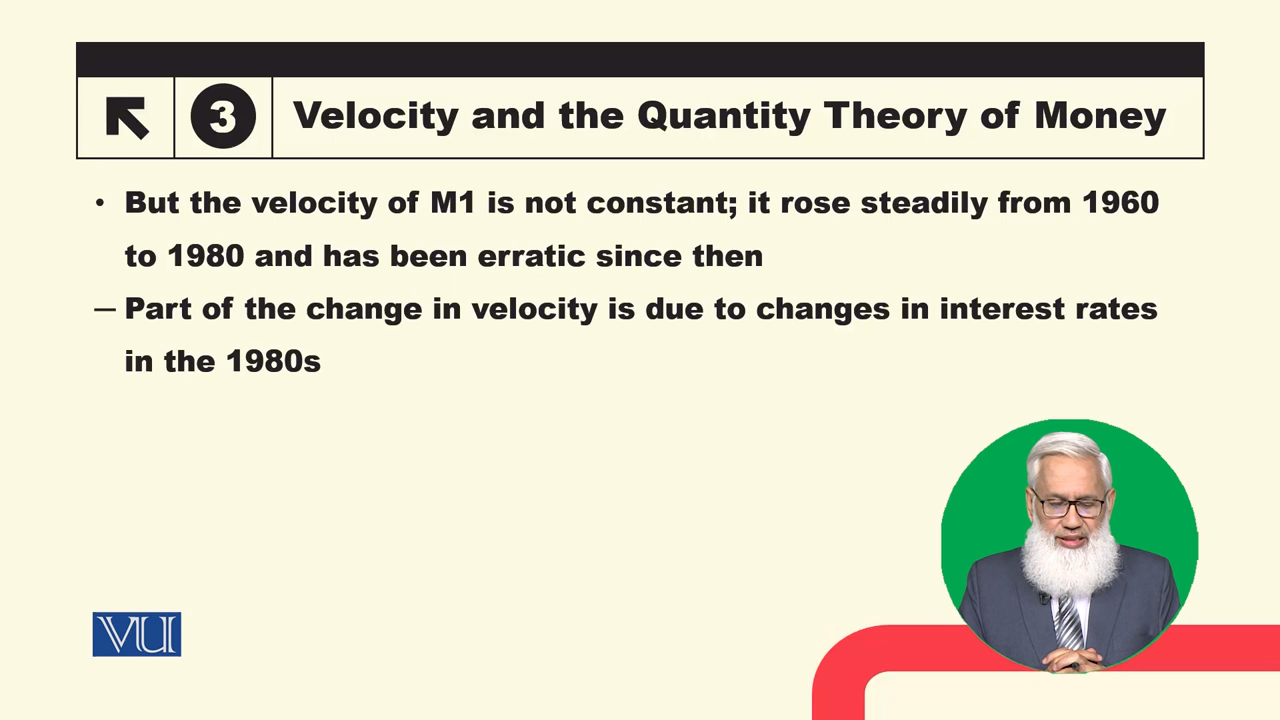 3 Velocity and the Quantity Theory of Money
• But the velocity of M1 is not constant; it rose steadily from 1960
to 1980 and has been erratic since then
– Part of the change in velocity is due to changes in interest rates
in the 1980s
VU